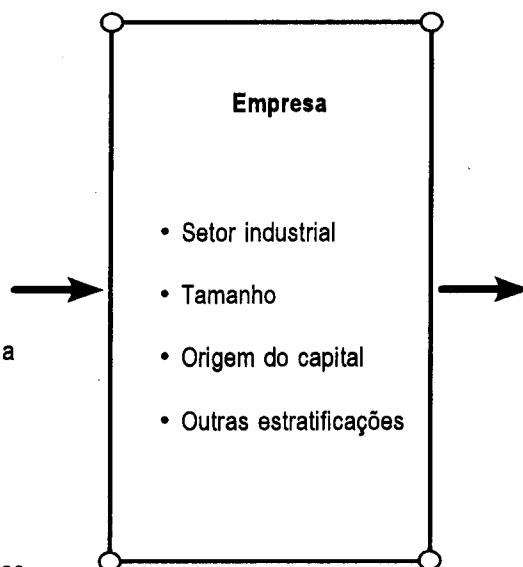 Empresa
• Setor industrial
• Tamanho
a
• Origem do capital
• Outras estratificações